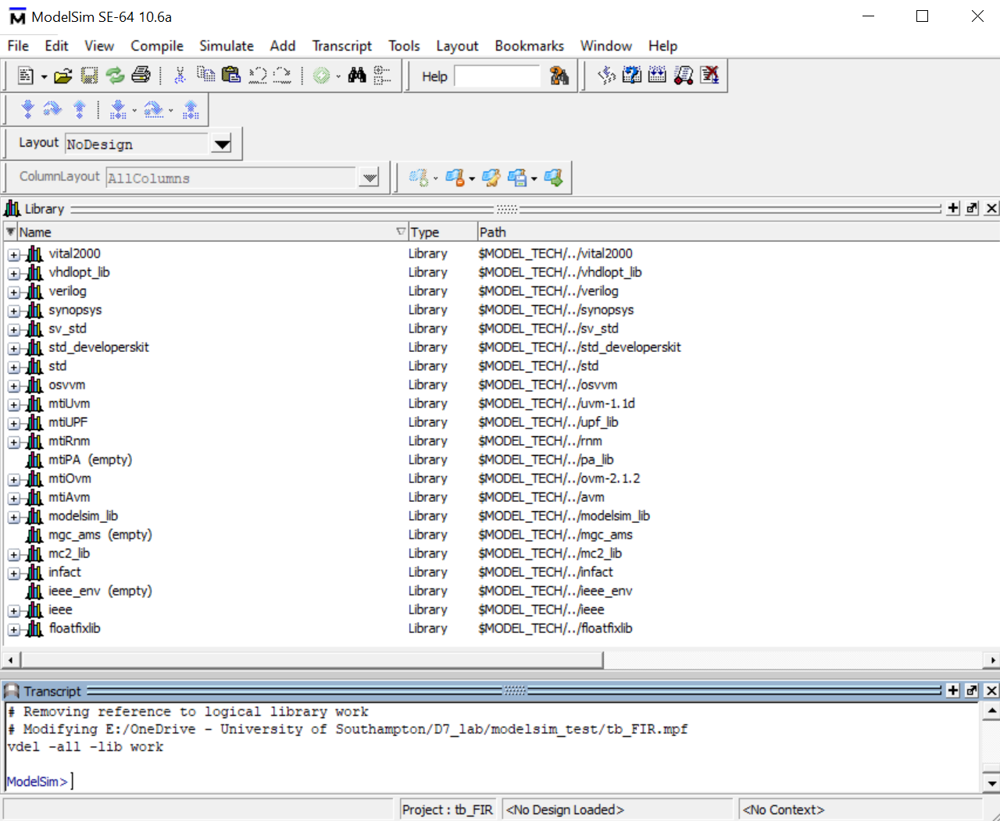 ModelSim SE-64 10.6a
File Edit View Compile Simulate Add Transcript Tools Layout Bookmarks Window Help
Help
Layout NoDesign
ColumnLayout AllColumns
Library
Name Type Path
vital2000 Library $MODEL_TECH/../vital2000
vhdlopt_lib Library $MODEL_TECH/../vhdlopt_lib
verilog Library $MODEL_TECH/../verilog
synopsys Library $MODEL_TECH/../synopsys
sv_std Library $MODEL_TECH/../sv_std
std_developerskit Library $MODEL_TECH/../std_developerskit
std Library $MODEL_TECH/../std
osvvm Library $MODEL_TECH/../osvvm
mtiUvm Library $MODEL_TECH/../uvm-1.1d
mtiUPF Library $MODEL_TECH/../upf_lib
mtiRnm Library $MODEL_TECH/../rnm
mtiPA (empty) Library $MODEL_TECH/../pa_lib
mtiOvm Library $MODEL_TECH/../ovm-2.1.2
mtiAvm Library $MODEL_TECH/../avm
modelsim_lib Library $MODEL_TECH/../modelsim_lib
mgc_ams (empty) Library $MODEL_TECH/../mgc_ams
mc2_lib Library $MODEL_TECH/../mc2_lib
infact Library $MODEL_TECH/../infact
ieee_env (empty) Library $MODEL_TECH/../ieee_env
ieee Library $MODEL_TECH/../ieee
floatfixlib Library $MODEL_TECH/../floatfixlib
Transcript
# Removing reference to logical library work
# Modifying E:/OneDrive - University of Southampton/D7_lab/modelsim_test/tb_FIR.mpf
vdel -all -lib work
ModelSim>
Project : tb_FIR <No Design Loaded> <No Context>